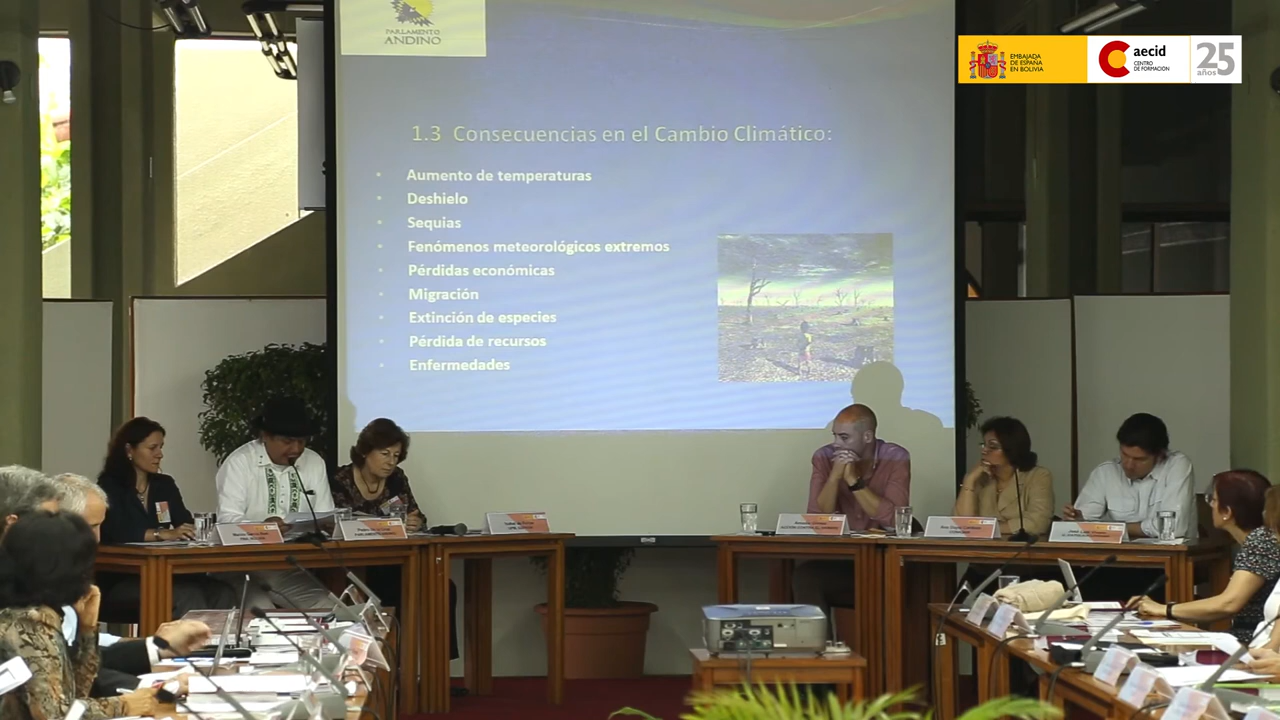 PARLAMENTO
ANDINO
EMBAJADA
DE ESPAÑA
EN BOLIVIA
aecid
CENTRO
DE FORMACIÓN
25
años
1.3 Consecuencias en el Cambio Climático:
Aumento de temperaturas
Deshielo
Sequias
Fenómenos meteorológicos extremos
Pérdidas económicas
Migración
Extinción de especies
Pérdida de recursos
Enfermedades